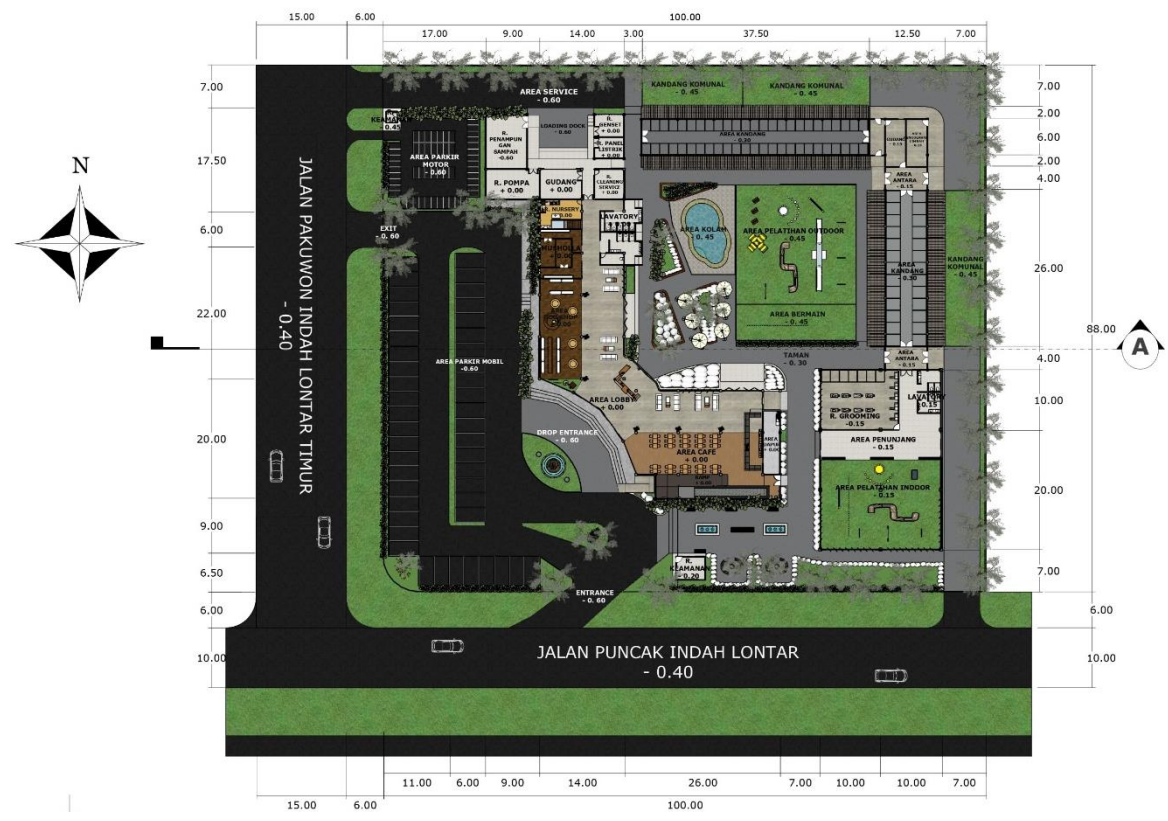 15.00
6.00
100.00
17.00
9.00
14.00
3.00
37.50
12.50
7.00
7.00
17.50
6.00
22.00
20.00
9.00
6.50
6.00
10.00
N
JALAN PAKUWON INDAH LONTAR TIMUR
- 0.40
AREA SERVICE
- 0.60
KEAMANAN
- 0.45
AREA PARKIR
MOTOR
- 0.60
R.
PENAMPUN
GAN
SAMPAH
-0.60
LOADING DOCK
- 0.60
R.
GENSET
+ 0.00
R. PANEL
LISTRIK
+ 0.00
R. POMPA
+ 0.00
GUDANG
+ 0.00
R.
CLEANING
SERVICE
+ 0.00
R. NURSERY
LAVATORY
MUSHOLLA
+ 0.00
EXIT
- 0. 60
AREA PARKIR MOBIL
-0.60
AREA LOBBY
+ 0.00
DROP ENTRANCE
- 0. 60
AREA CAFE
+ 0.00
AREA
DAPUR
+ 0.00
R.
KEAMANAN
- 0.20
ENTRANCE
- 0. 60
KANDANG KOMUNAL
- 0. 45
KANDANG KOMUNAL
- 0. 45
AREA KANDANG
- 0.30
AREA
ANTARA
- 0.15
AREA KOLAM
AREA PELATIHAN OUTDOOR
- 0.45
AREA BERMAIN
- 0. 45
TAMAN
- 0. 30
AREA
KANDANG
- 0.30
KANDANG
KOMUNAL
- 0. 45
AREA
ANTARA
- 0.15
R. GROOMING
-0.15
LAVATORY
- 0.15
AREA PENUNJANG
- 0.15
AREA PELATIHAN INDOOR
- 0.15
7.00
2.00
6.00
2.00
4.00
26.00
4.00
10.00
20.00
7.00
88.00
6.00
10.00
A
JALAN PUNCAK INDAH LONTAR
- 0.40
11.00
6.00
9.00
14.00
26.00
7.00
10.00
10.00
7.00
15.00
6.00
100.00